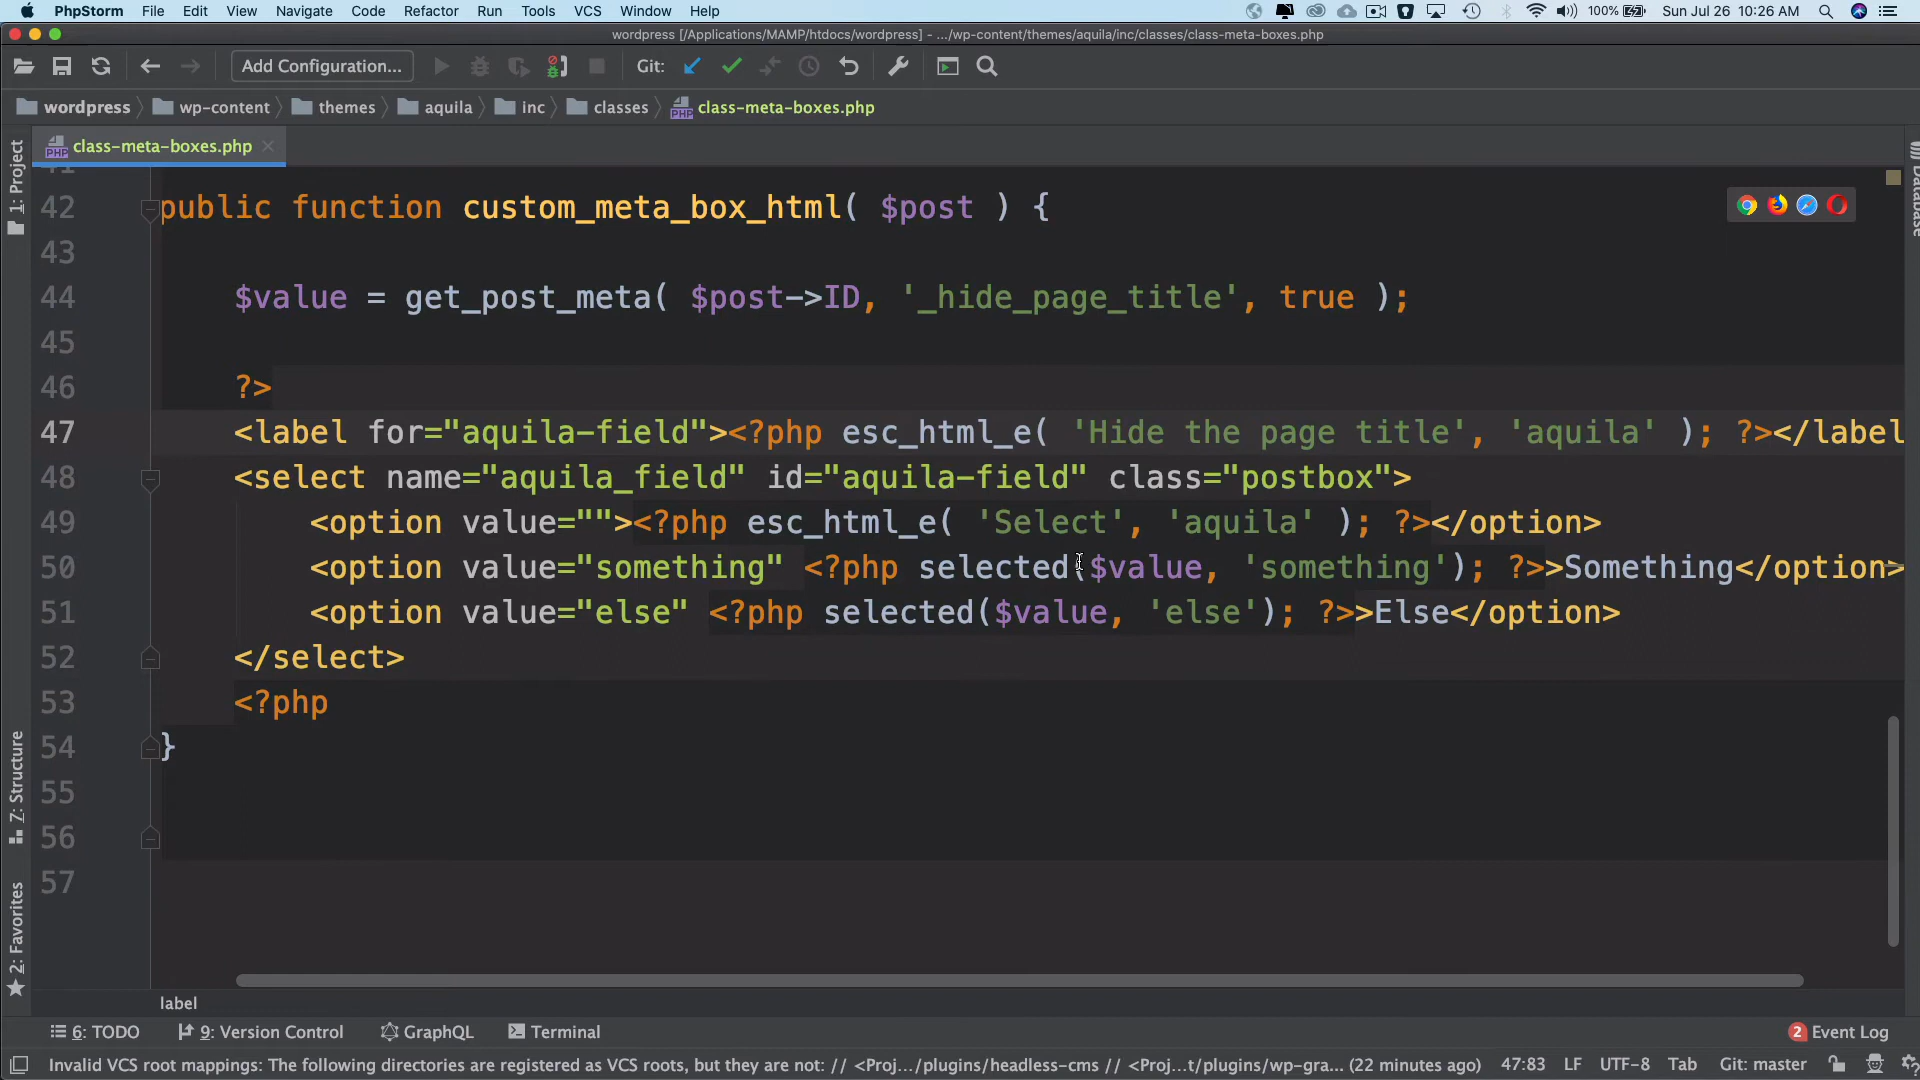 PhpStorm File Edit View Navigate Code Refactor Run Tools VCS Window Help 100% Sun Jul 26 10:26 AM
wordpress [/Applications/MAMP/htdocs/wordpress] - .../wp-content/themes/aquila/inc/classes/class-meta-boxes.php
Add Configuration... Git:
wordpress wp-content themes aquila inc classes class-meta-boxes.php
class-meta-boxes.php
1: Project
Database
41
42 public function custom_meta_box_html( $post ) {
43
44 $value = get_post_meta( $post->ID, '_hide_page_title', true );
45
46 ?>
47 <label for="aquila-field"><?php esc_html_e( 'Hide the page title', 'aquila' ); ?></label
48 <select name="aquila_field" id="aquila-field" class="postbox">
49 <option value=""><?php esc_html_e( 'Select', 'aquila' ); ?></option>
50 <option value="something" <?php selected($value, 'something'); ?>>Something</option>
51 <option value="else" <?php selected($value, 'else'); ?>>Else</option>
52 </select>
53 <?php
54 }
55
56
57
Z: Structure
2: Favorites
label
6: TODO 9: Version Control GraphQL Terminal 2 Event Log
Invalid VCS root mappings: The following directories are registered as VCS roots, but they are not: // <Proj.../plugins/headless-cms // <Proj...t/plugins/wp-gra... (22 minutes ago) 47:83 LF UTF-8 Tab Git: master